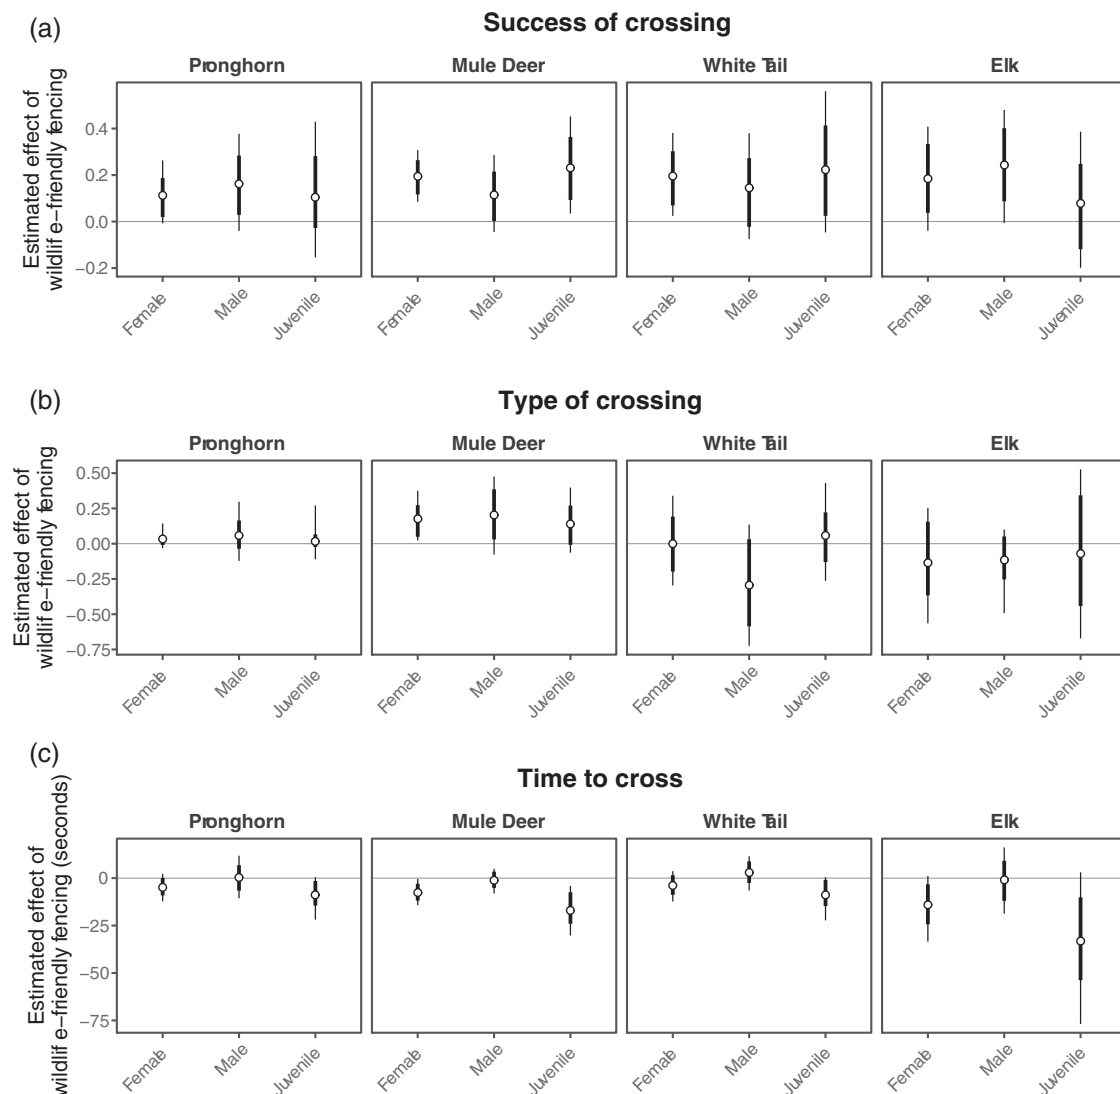 (a)
Success of crossing
Pronghorn Mule Deer White Tail Elk
Estimated effect of
wildlife−friendly fencing
0.4
0.2
0.0
−0.2
Female Male Juvenile Female Male Juvenile Female Male Juvenile Female Male Juvenile
(b)
Type of crossing
Pronghorn Mule Deer White Tail Elk
Estimated effect of
wildlife−friendly fencing
0.50
0.25
0.00
−0.25
−0.50
−0.75
Female Male Juvenile Female Male Juvenile Female Male Juvenile Female Male Juvenile
(c)
Time to cross
Pronghorn Mule Deer White Tail Elk
Estimated effect of
wildlife−friendly fencing (seconds)
0
−25
−50
−75
Female Male Juvenile Female Male Juvenile Female Male Juvenile Female Male Juvenile